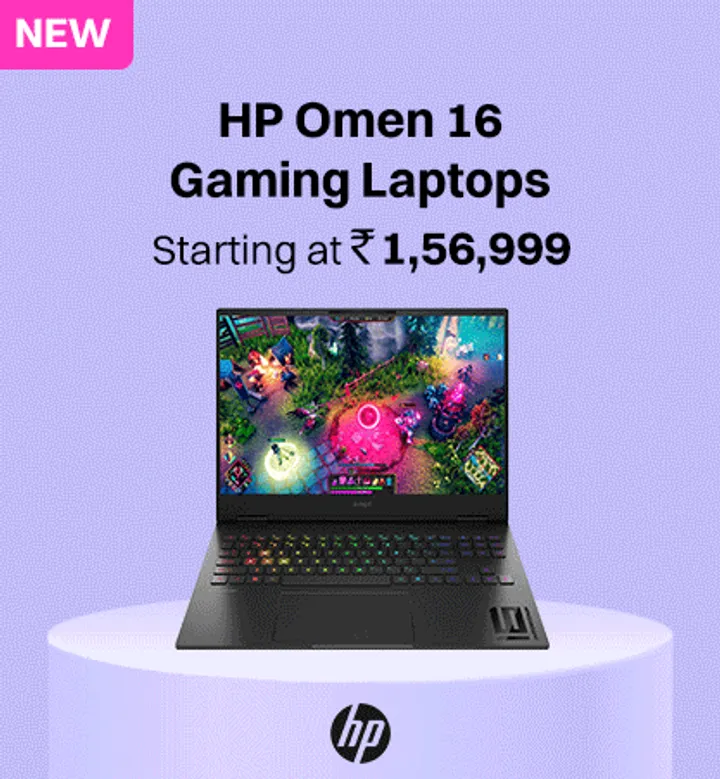 NEW
HP Omen 16
Gaming Laptops
Starting at ₹ 1,56,999
hp